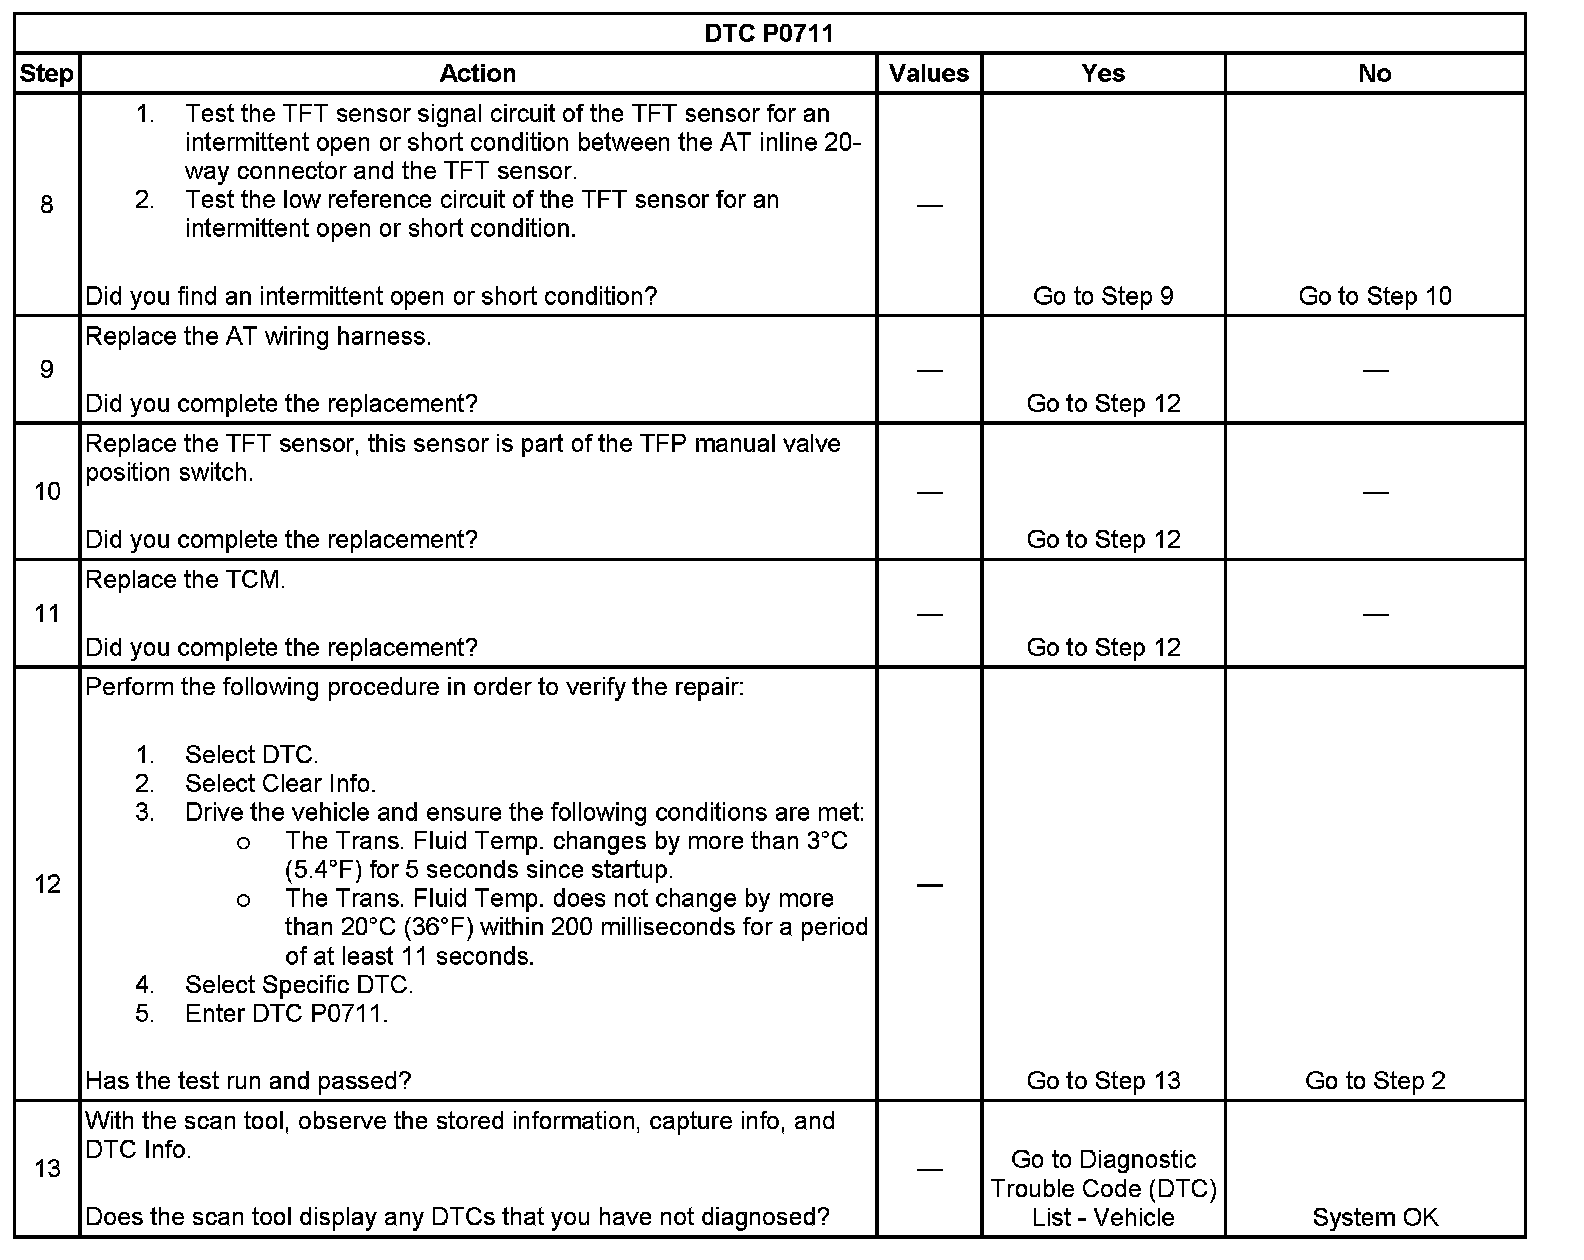 DTC P0711
Step Action Values Yes No
8
1. Test the TFT sensor signal circuit of the TFT sensor for an
intermittent open or short condition between the AT inline 20-
way connector and the TFT sensor.
2. Test the low reference circuit of the TFT sensor for an
intermittent open or short condition.
—
Did you find an intermittent open or short condition? Go to Step 9 Go to Step 10
9
Replace the AT wiring harness.
— —
Did you complete the replacement? Go to Step 12
10
Replace the TFT sensor, this sensor is part of the TFP manual valve
position switch.
— —
Did you complete the replacement? Go to Step 12
11
Replace the TCM.
— —
Did you complete the replacement? Go to Step 12
12
Perform the following procedure in order to verify the repair:
1. Select DTC.
2. Select Clear Info.
3. Drive the vehicle and ensure the following conditions are met:
o The Trans. Fluid Temp. changes by more than 3°C
(5.4°F) for 5 seconds since startup.
o The Trans. Fluid Temp. does not change by more
than 20°C (36°F) within 200 milliseconds for a period
of at least 11 seconds.
4. Select Specific DTC.
5. Enter DTC P0711.
—
Has the test run and passed? Go to Step 13 Go to Step 2
13
With the scan tool, observe the stored information, capture info, and
DTC Info.
Does the scan tool display any DTCs that you have not diagnosed?
—
Go to Diagnostic
Trouble Code (DTC)
List - Vehicle
System OK